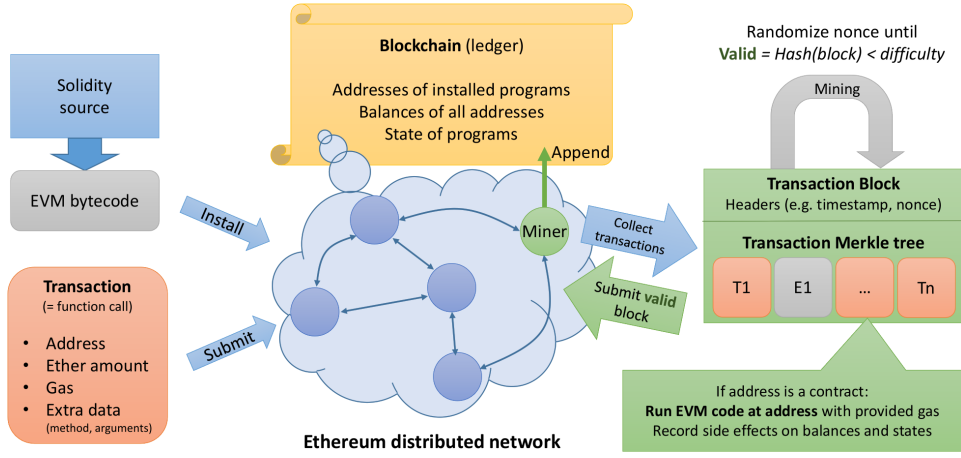 Solidity
source
EVM bytecode
Transaction
(= function call)
• Address
• Ether amount
• Gas
• Extra data
(method, arguments)
Install
Submit
Blockchain (ledger)
Addresses of installed programs
Balances of all addresses
State of programs
Append
Miner
Ethereum distributed network
Collect
transactions
Submit valid
block
Randomize nonce until
Valid = Hash(block) < difficulty
Mining
Transaction Block
Headers (e.g. timestamp, nonce)
Transaction Merkle tree
T1 E1 ... Tn
If address is a contract:
Run EVM code at address with provided gas
Record side effects on balances and states